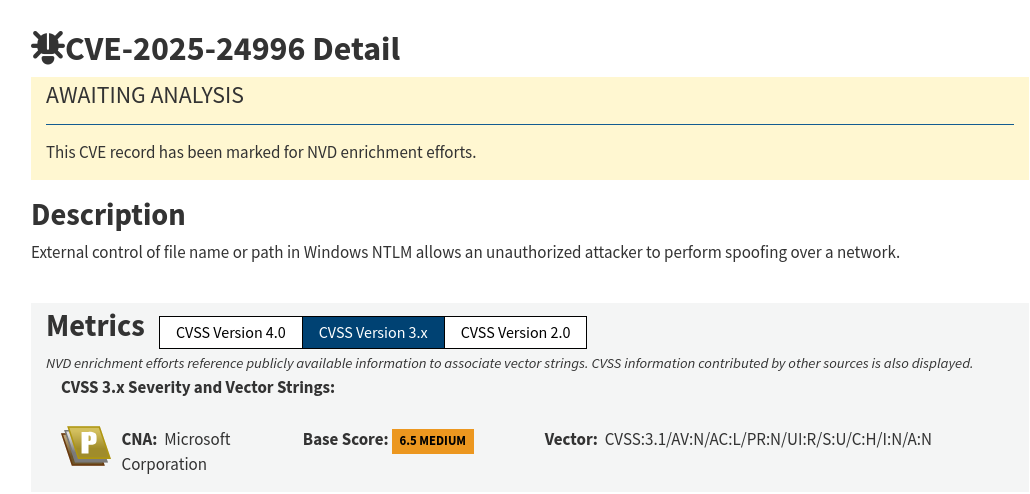 CVE-2025-24996 Detail
AWAITING ANALYSIS
This CVE record has been marked for NVD enrichment efforts.
Description
External control of file name or path in Windows NTLM allows an unauthorized attacker to perform spoofing over a network.
Metrics CVSS Version 4.0 CVSS Version 3.x CVSS Version 2.0
NVD enrichment efforts reference publicly available information to associate vector strings. CVSS information contributed by other sources is also displayed.
CVSS 3.x Severity and Vector Strings:
P CNA: Microsoft Corporation
Base Score: 6.5 MEDIUM
Vector: CVSS:3.1/AV:N/AC:L/PR:N/UI:R/S:U/C:H/I:N/A:N